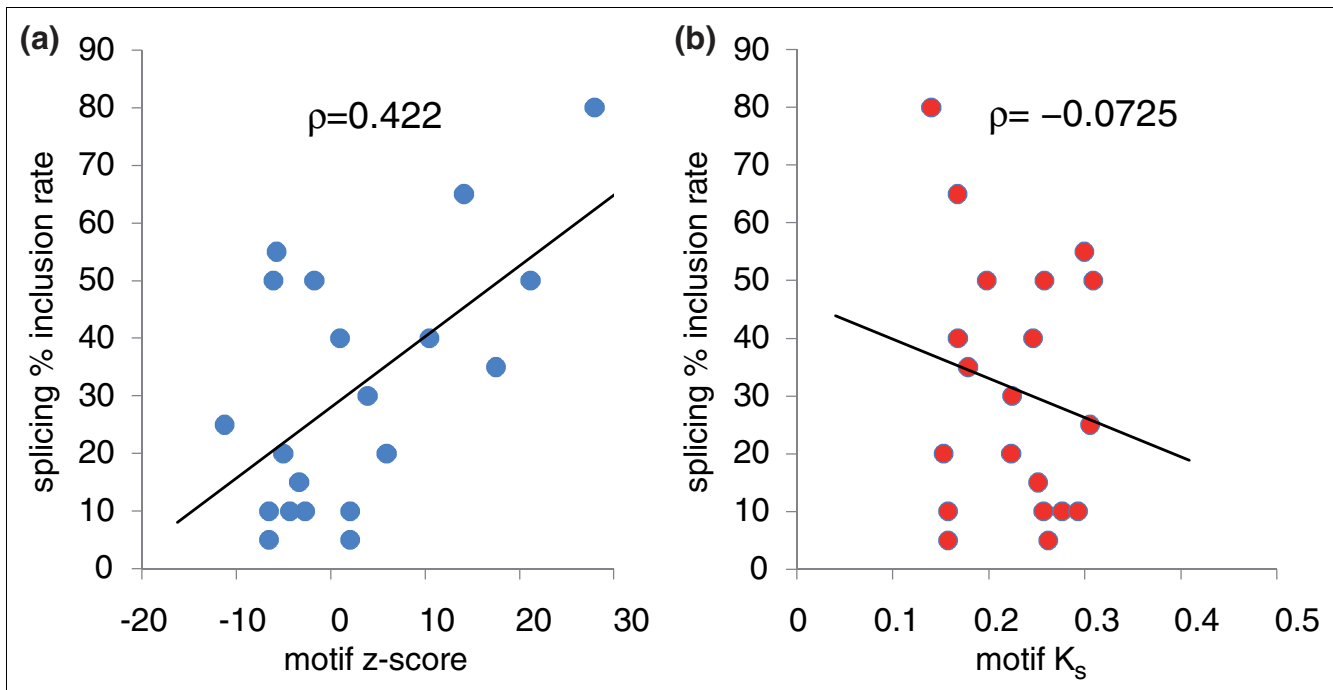 (a)
90
80
70
60
50
40
30
20
10
0
ρ=0.422
splicing % inclusion rate
-20 -10 0 10 20 30
motif z-score
(b)
90
80
70
60
50
40
30
20
10
0
ρ= −0.0725
splicing % inclusion rate
0 0.1 0.2 0.3 0.4 0.5
motif Ks